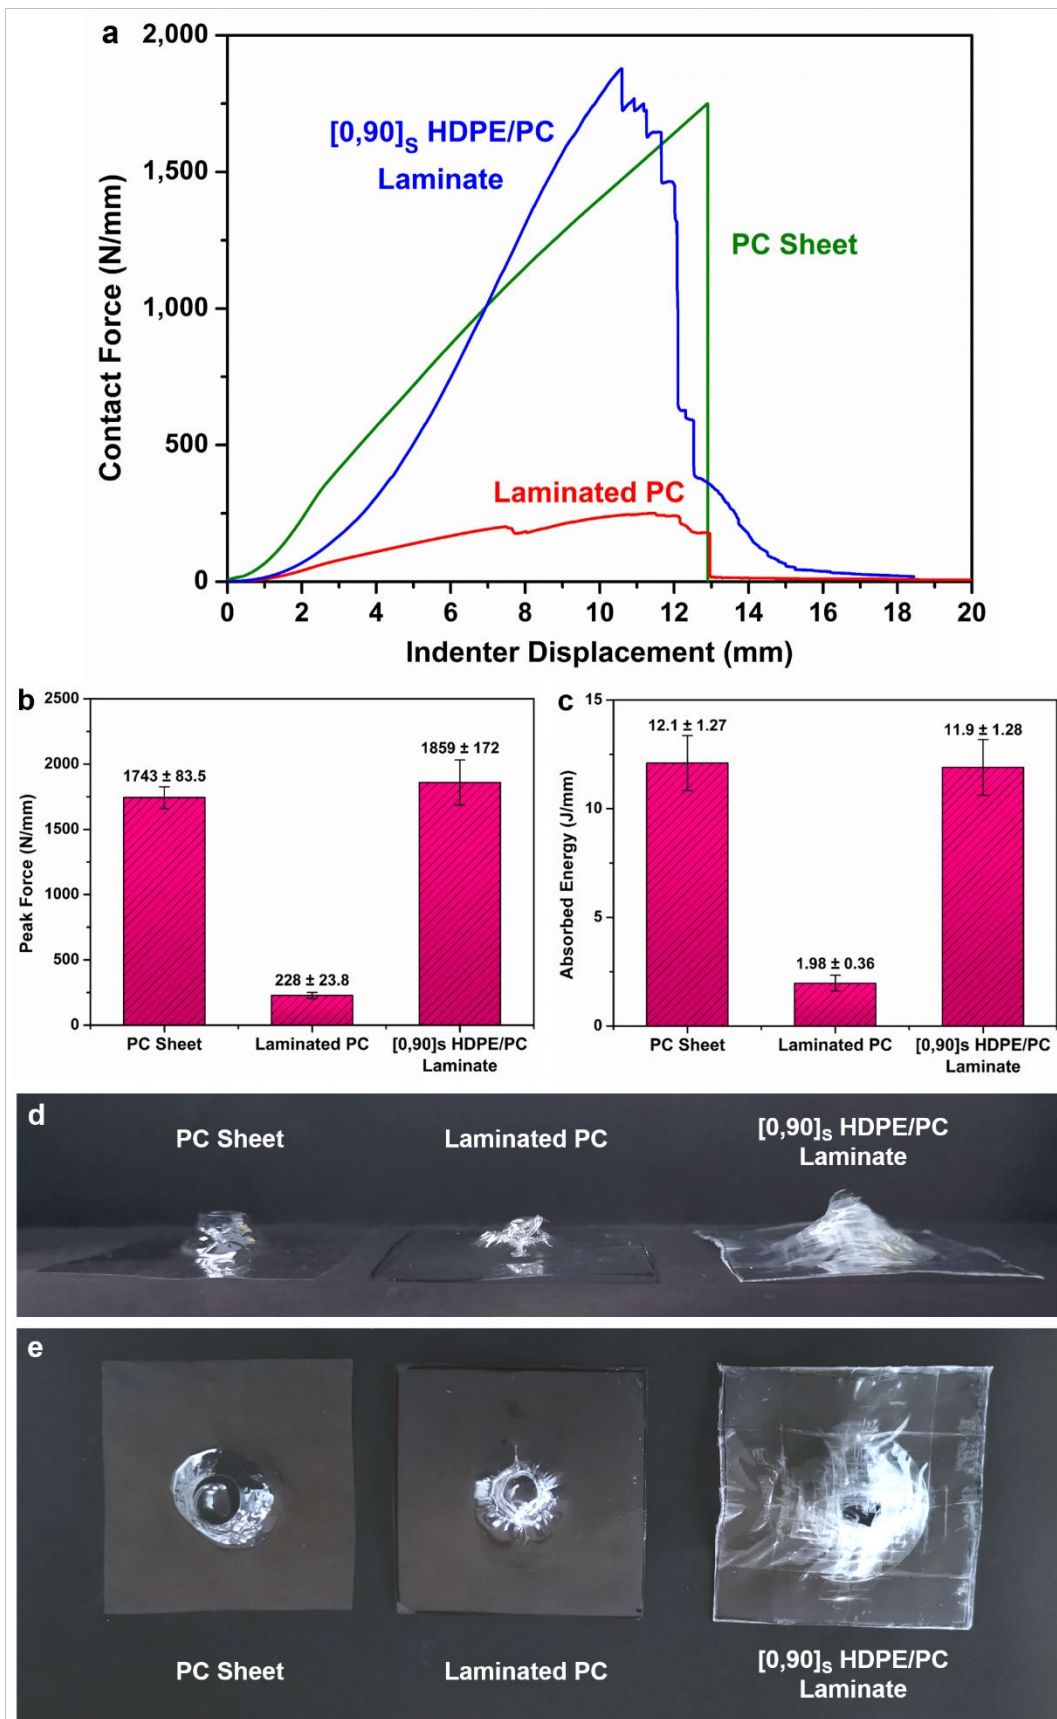 a
2,000
1,500
1,000
500
0
0 2 4 6 8 10 12 14 16 18 20
Contact Force (N/mm)
Indenter Displacement (mm)
[0,90]S HDPE/PC
Laminate
PC Sheet
Laminated PC
b
2500
2000
1500
1000
500
0
Peak Force (N/mm)
1743 ± 83.5
228 ± 23.8
1859 ± 172
PC Sheet
Laminated PC
[0,90]s HDPE/PC
Laminate
c
15
10
5
0
Absorbed Energy (J/mm)
12.1 ± 1.27
1.98 ± 0.36
11.9 ± 1.28
PC Sheet
Laminated PC
[0,90]s HDPE/PC
Laminate
d
PC Sheet
Laminated PC
[0,90]S HDPE/PC
Laminate
e
PC Sheet
Laminated PC
[0,90]S HDPE/PC
Laminate